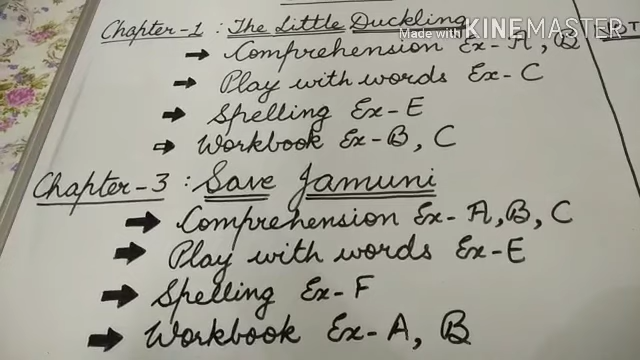 Made with KINEMASTER
Chapter-1 : The Little Duckling
→ Comprehension Ex-A, B
→ Play with words Ex-C
→ Spelling Ex-E
⇨ Workbook Ex-B, C
Chapter-3 : Save Jamuni
→ Comprehension Ex-A, B, C
→ Play with words Ex-E
→ Spelling Ex-F
→ Workbook Ex-A, B